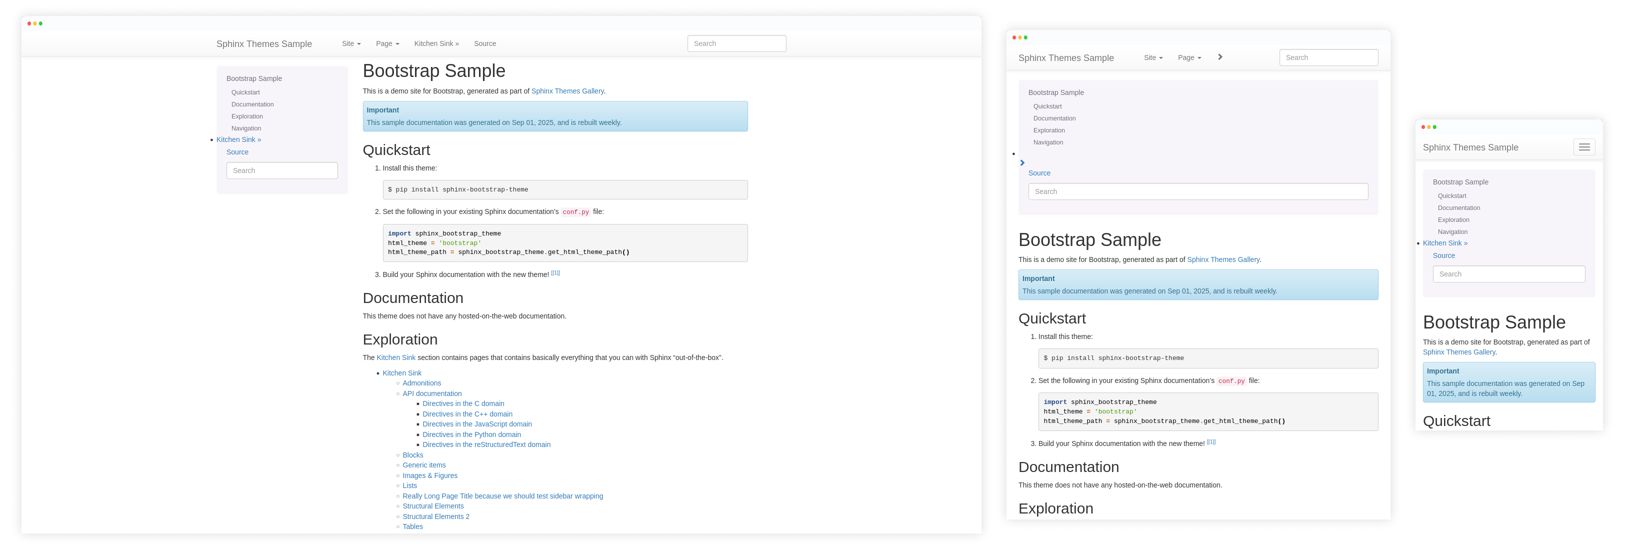 Sphinx Themes Sample Site Page Kitchen Sink » Source Search
Bootstrap Sample
Quickstart
Documentation
Exploration
Navigation
Kitchen Sink »
Source
Search
Bootstrap Sample
This is a demo site for Bootstrap, generated as part of Sphinx Themes Gallery.
Important
This sample documentation was generated on Sep 01, 2025, and is rebuilt weekly.
Quickstart
1. Install this theme:
$ pip install sphinx-bootstrap-theme
2. Set the following in your existing Sphinx documentation's conf.py file:
import sphinx_bootstrap_theme
html_theme = 'bootstrap'
html_theme_path = sphinx_bootstrap_theme.get_html_theme_path()
3. Build your Sphinx documentation with the new theme! [[1]]
Documentation
This theme does not have any hosted-on-the-web documentation.
Exploration
The Kitchen Sink section contains pages that contains basically everything that you can with Sphinx “out-of-the-box”.
Kitchen Sink
Admonitions
API documentation
Directives in the C domain
Directives in the C++ domain
Directives in the JavaScript domain
Directives in the Python domain
Directives in the reStructuredText domain
Blocks
Generic items
Images & Figures
Lists
Really Long Page Title because we should test sidebar wrapping
Structural Elements
Structural Elements 2
Tables
Sphinx Themes Sample Site Page Search
Bootstrap Sample
Quickstart
Documentation
Exploration
Navigation
Source
Search
Bootstrap Sample
This is a demo site for Bootstrap, generated as part of Sphinx Themes Gallery.
Important
This sample documentation was generated on Sep 01, 2025, and is rebuilt weekly.
Quickstart
1. Install this theme:
$ pip install sphinx-bootstrap-theme
2. Set the following in your existing Sphinx documentation's conf.py file:
import sphinx_bootstrap_theme
html_theme = 'bootstrap'
html_theme_path = sphinx_bootstrap_theme.get_html_theme_path()
3. Build your Sphinx documentation with the new theme! [[1]]
Documentation
This theme does not have any hosted-on-the-web documentation.
Exploration
Sphinx Themes Sample
Bootstrap Sample
Quickstart
Documentation
Exploration
Navigation
Kitchen Sink »
Source
Search
Bootstrap Sample
This is a demo site for Bootstrap, generated as part of
Sphinx Themes Gallery.
Important
This sample documentation was generated on Sep
01, 2025, and is rebuilt weekly.
Quickstart